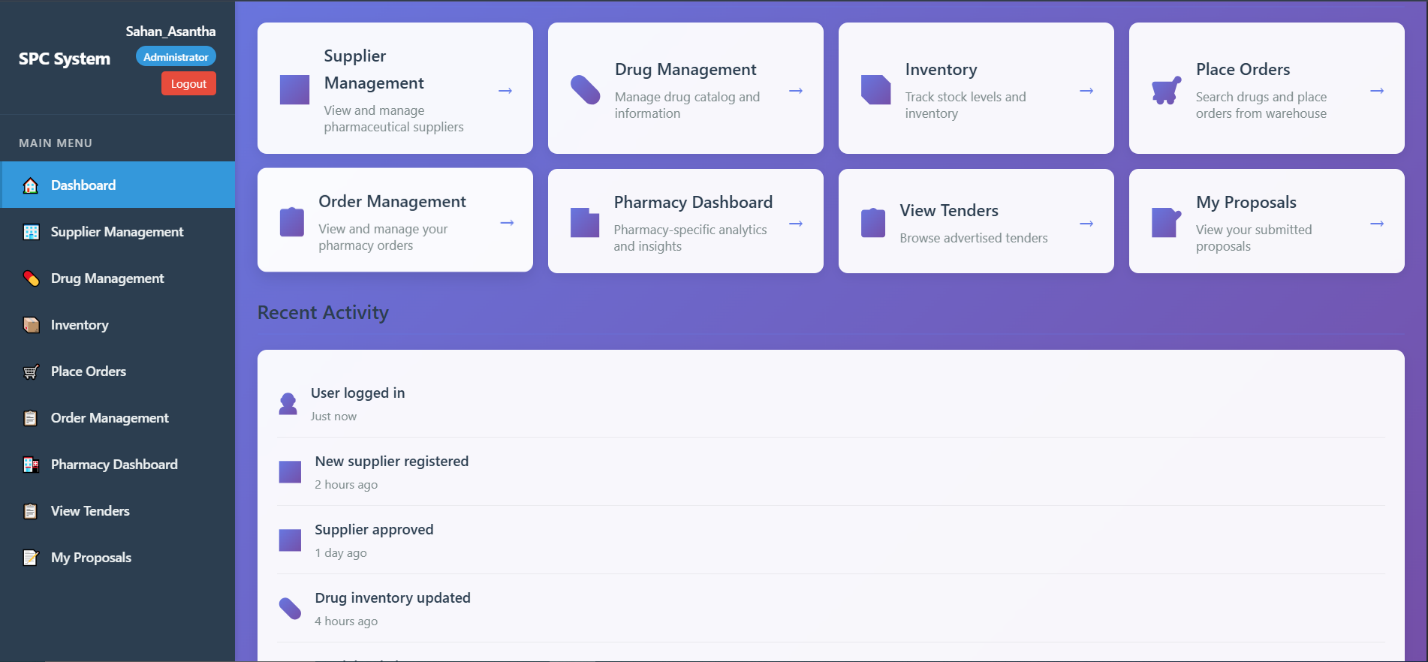 Sahan_Asantha
SPC System
Administrator
Logout
MAIN MENU
Dashboard
Supplier Management
Drug Management
Inventory
Place Orders
Order Management
Pharmacy Dashboard
View Tenders
My Proposals
Supplier
Management
View and manage
pharmaceutical suppliers
→
Drug Management
Manage drug catalog and
information
→
Inventory
Track stock levels and
inventory
→
Place Orders
Search drugs and place
orders from warehouse
→
Order Management
View and manage your
pharmacy orders
→
Pharmacy Dashboard
Pharmacy-specific analytics
and insights
→
View Tenders
Browse advertised tenders
→
My Proposals
View your submitted
proposals
→
Recent Activity
User logged in
Just now
New supplier registered
2 hours ago
Supplier approved
1 day ago
Drug inventory updated
4 hours ago